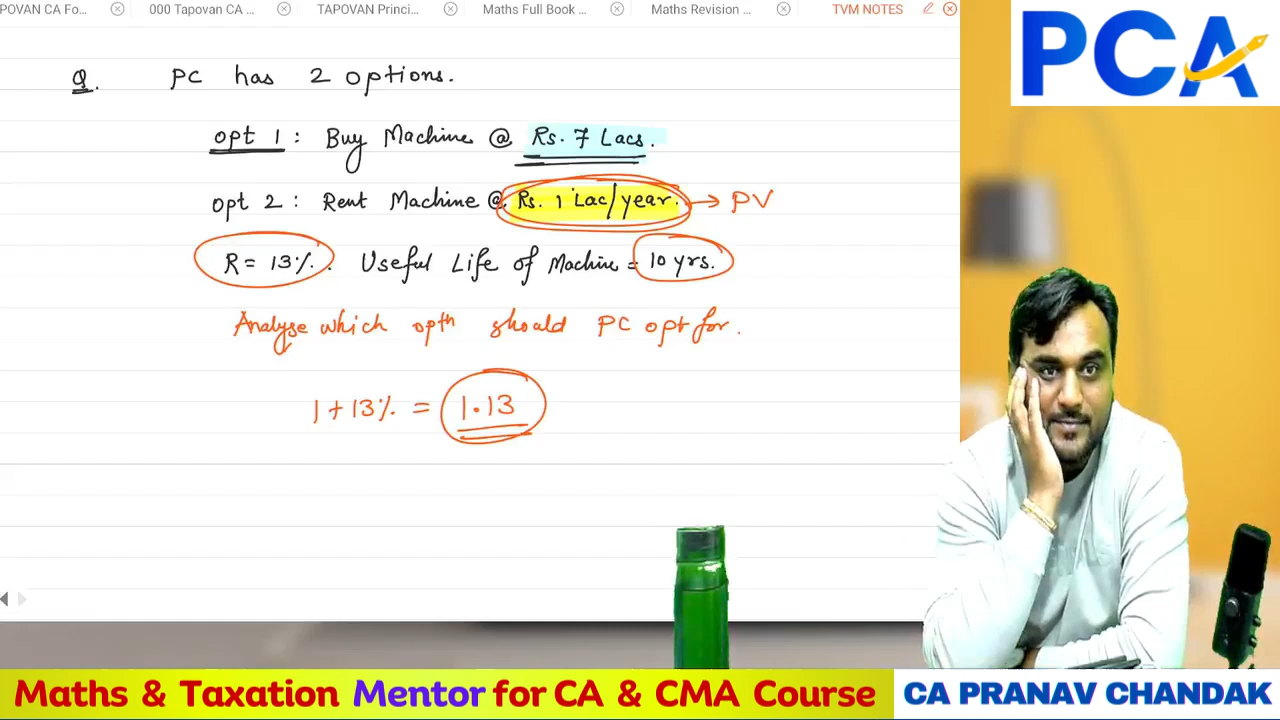 POVAN CA Fo...
000 Tapovan CA ...
TAPOVAN Princi...
Maths Full Book ...
Maths Revision ...
TVM NOTES
PCA
Q. PC has 2 options.
opt 1: Buy Machine @ Rs. 7 Lacs.
opt 2: Rent Machine @ Rs. 1 Lac/year. → PV
R = 13%. Useful Life of Machine = 10 yrs.
Analyse which optn should PC opt for.
1 + 13% = 1.13
Maths & Taxation Mentor for CA & CMA Course
CA PRANAV CHANDAK